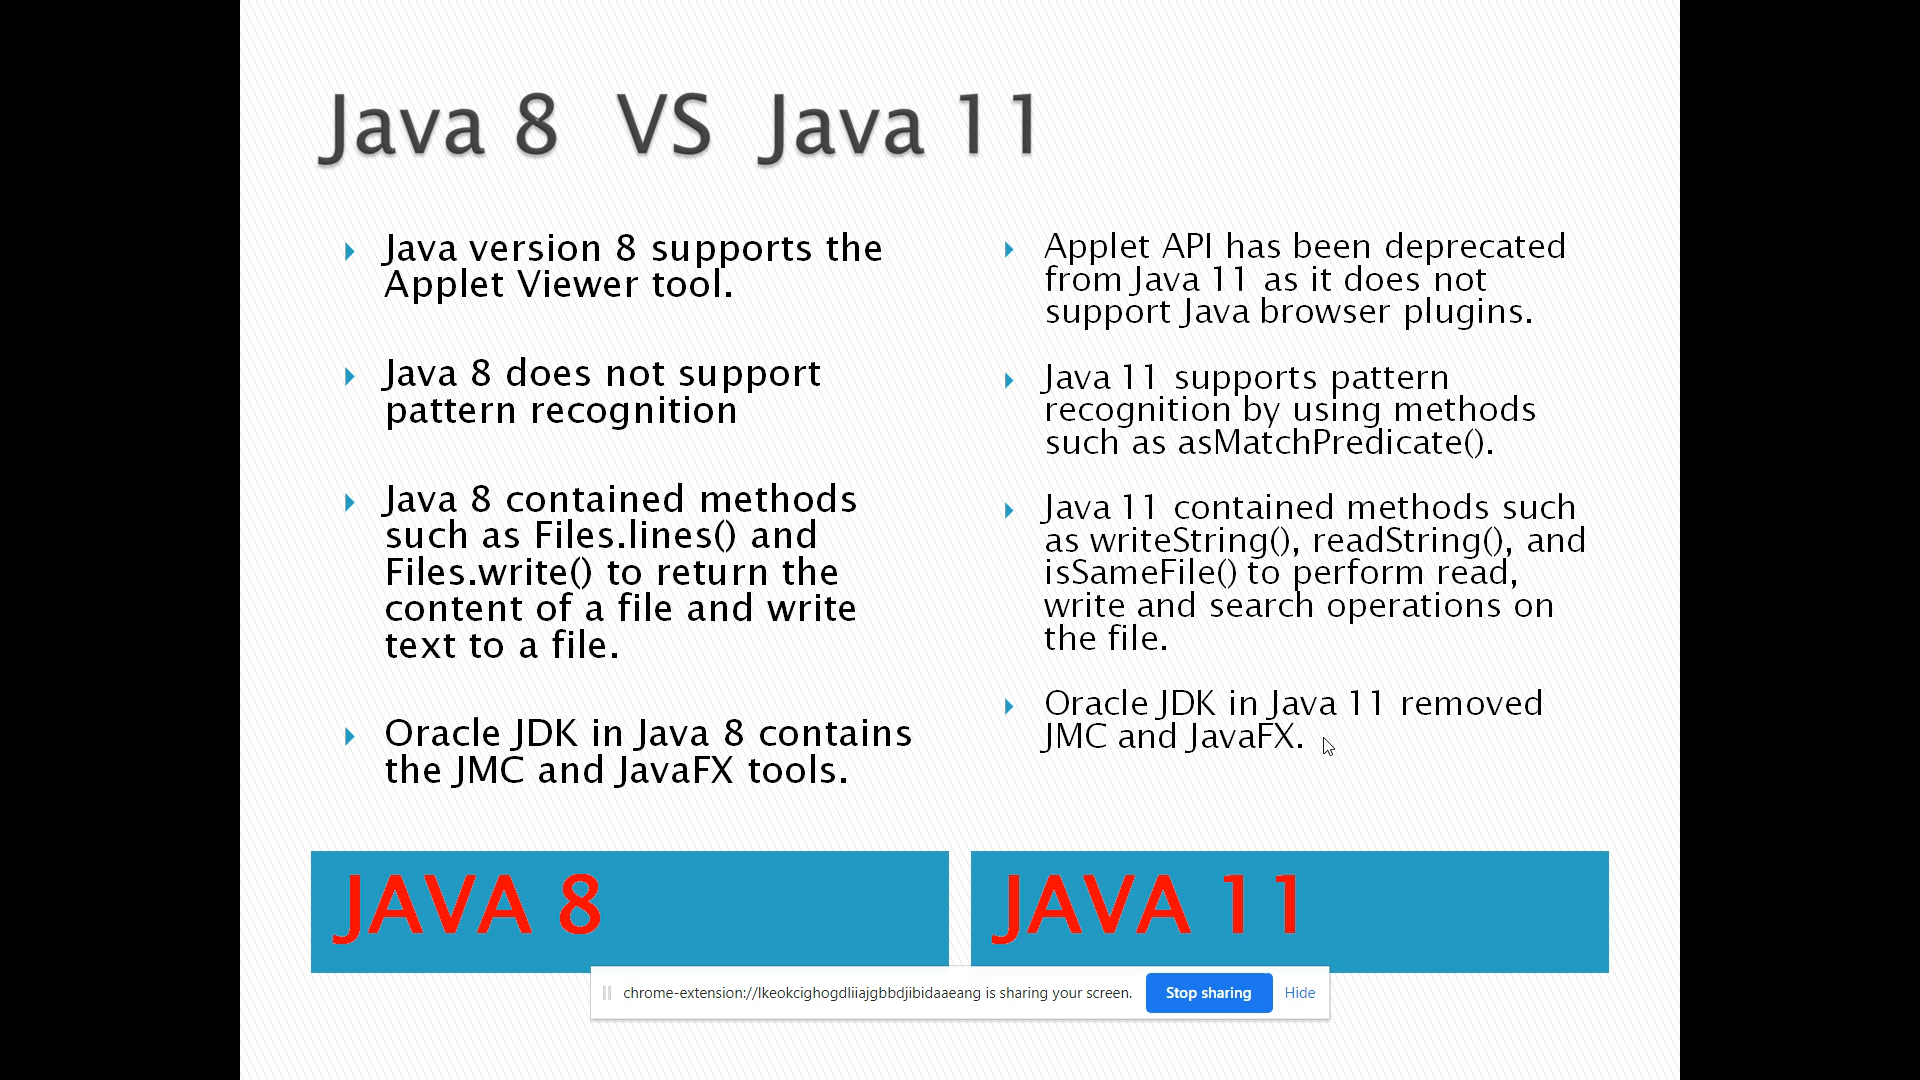 Java 8 VS Java 11
Java version 8 supports the
Applet Viewer tool.
Java 8 does not support
pattern recognition
Java 8 contained methods
such as Files.lines() and
Files.write() to return the
content of a file and write
text to a file.
Oracle JDK in Java 8 contains
the JMC and JavaFX tools.
Applet API has been deprecated
from Java 11 as it does not
support Java browser plugins.
Java 11 supports pattern
recognition by using methods
such as asMatchPredicate().
Java 11 contained methods such
as writeString(), readString(), and
isSameFile() to perform read,
write and search operations on
the file.
Oracle JDK in Java 11 removed
JMC and JavaFX.
JAVA 8
JAVA 11
chrome-extension://lkeokcighogdliiajgbbdjibidaaeang is sharing your screen.
Stop sharing
Hide